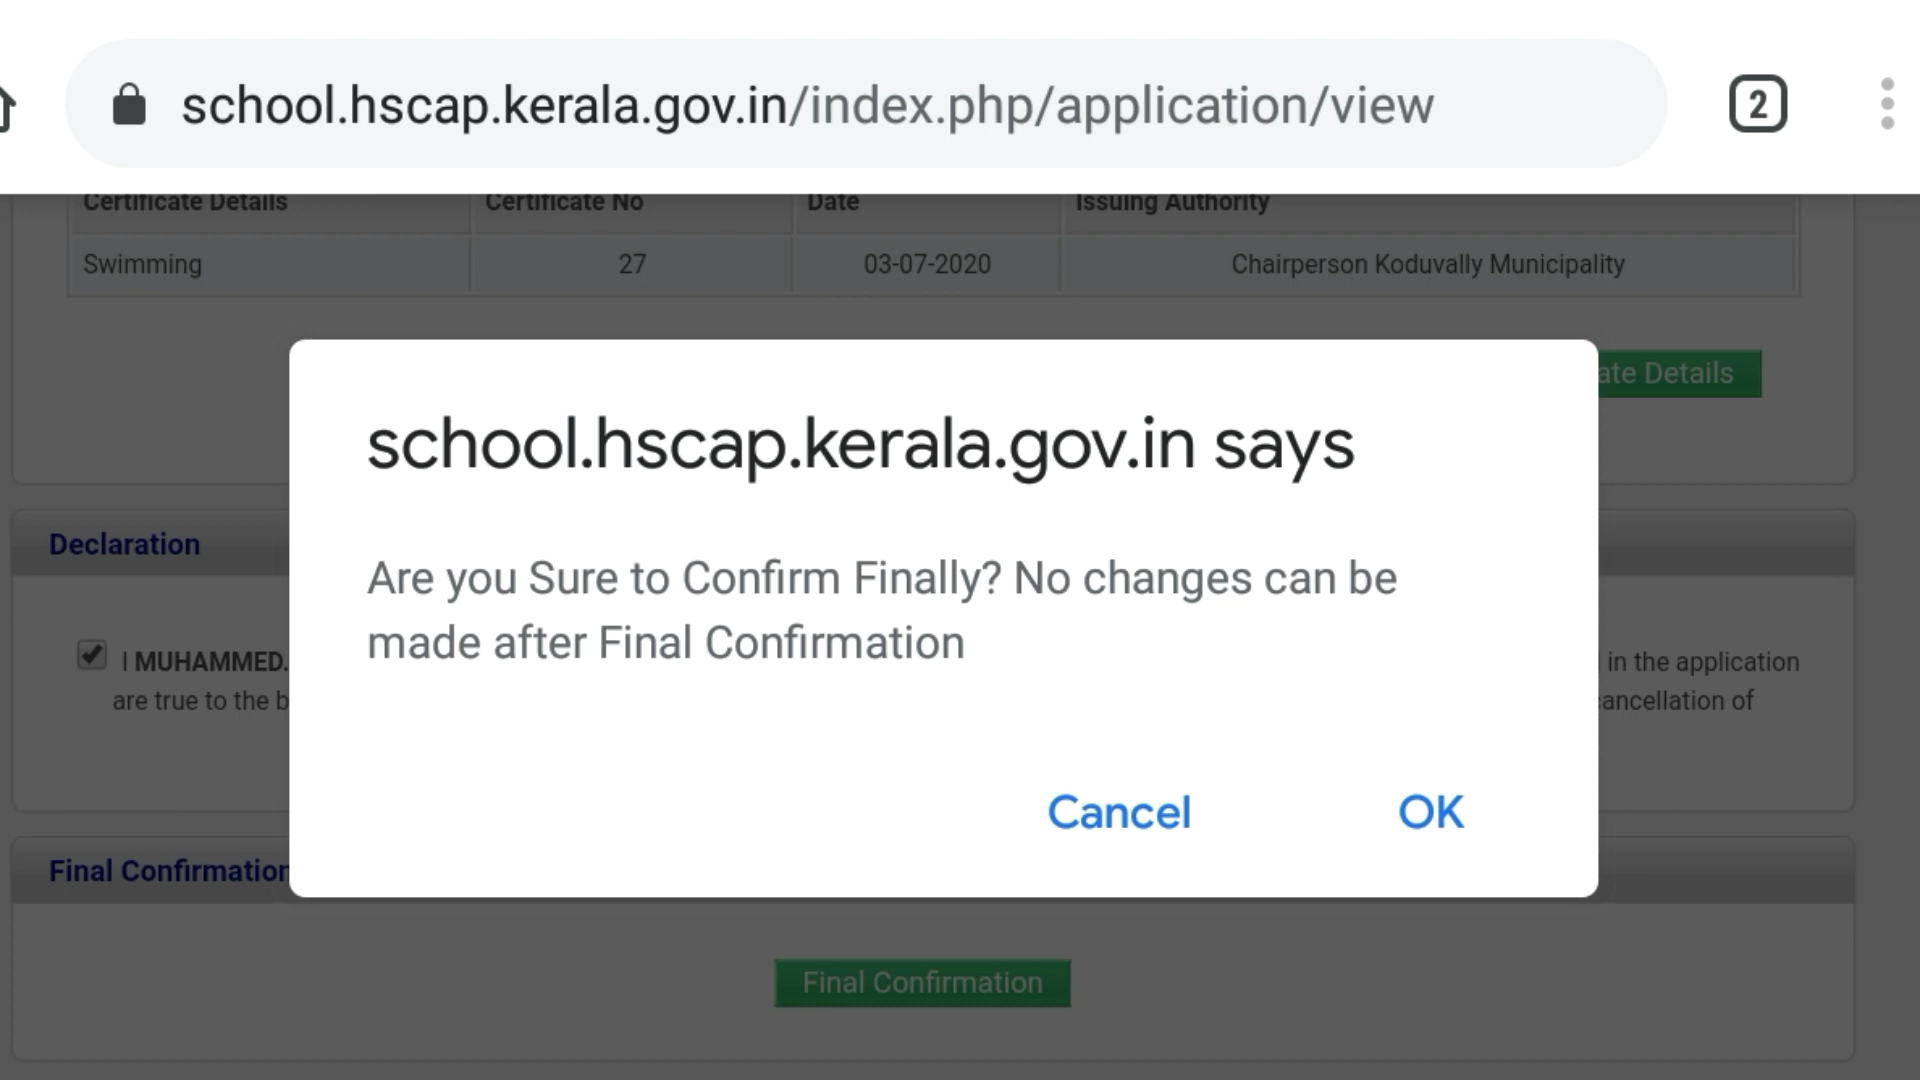 school.hscap.kerala.gov.in/index.php/application/view
2
Certificate Details Certificate No Date Issuing Authority
Swimming 27 03-07-2020 Chairperson Koduvally Municipality
ate Details
school.hscap.kerala.gov.in says
Are you Sure to Confirm Finally? No changes can be
made after Final Confirmation
Cancel OK
Declaration
I MUHAMMED. in the application
are true to the b cancellation of
Final Confirmation
Final Confirmation